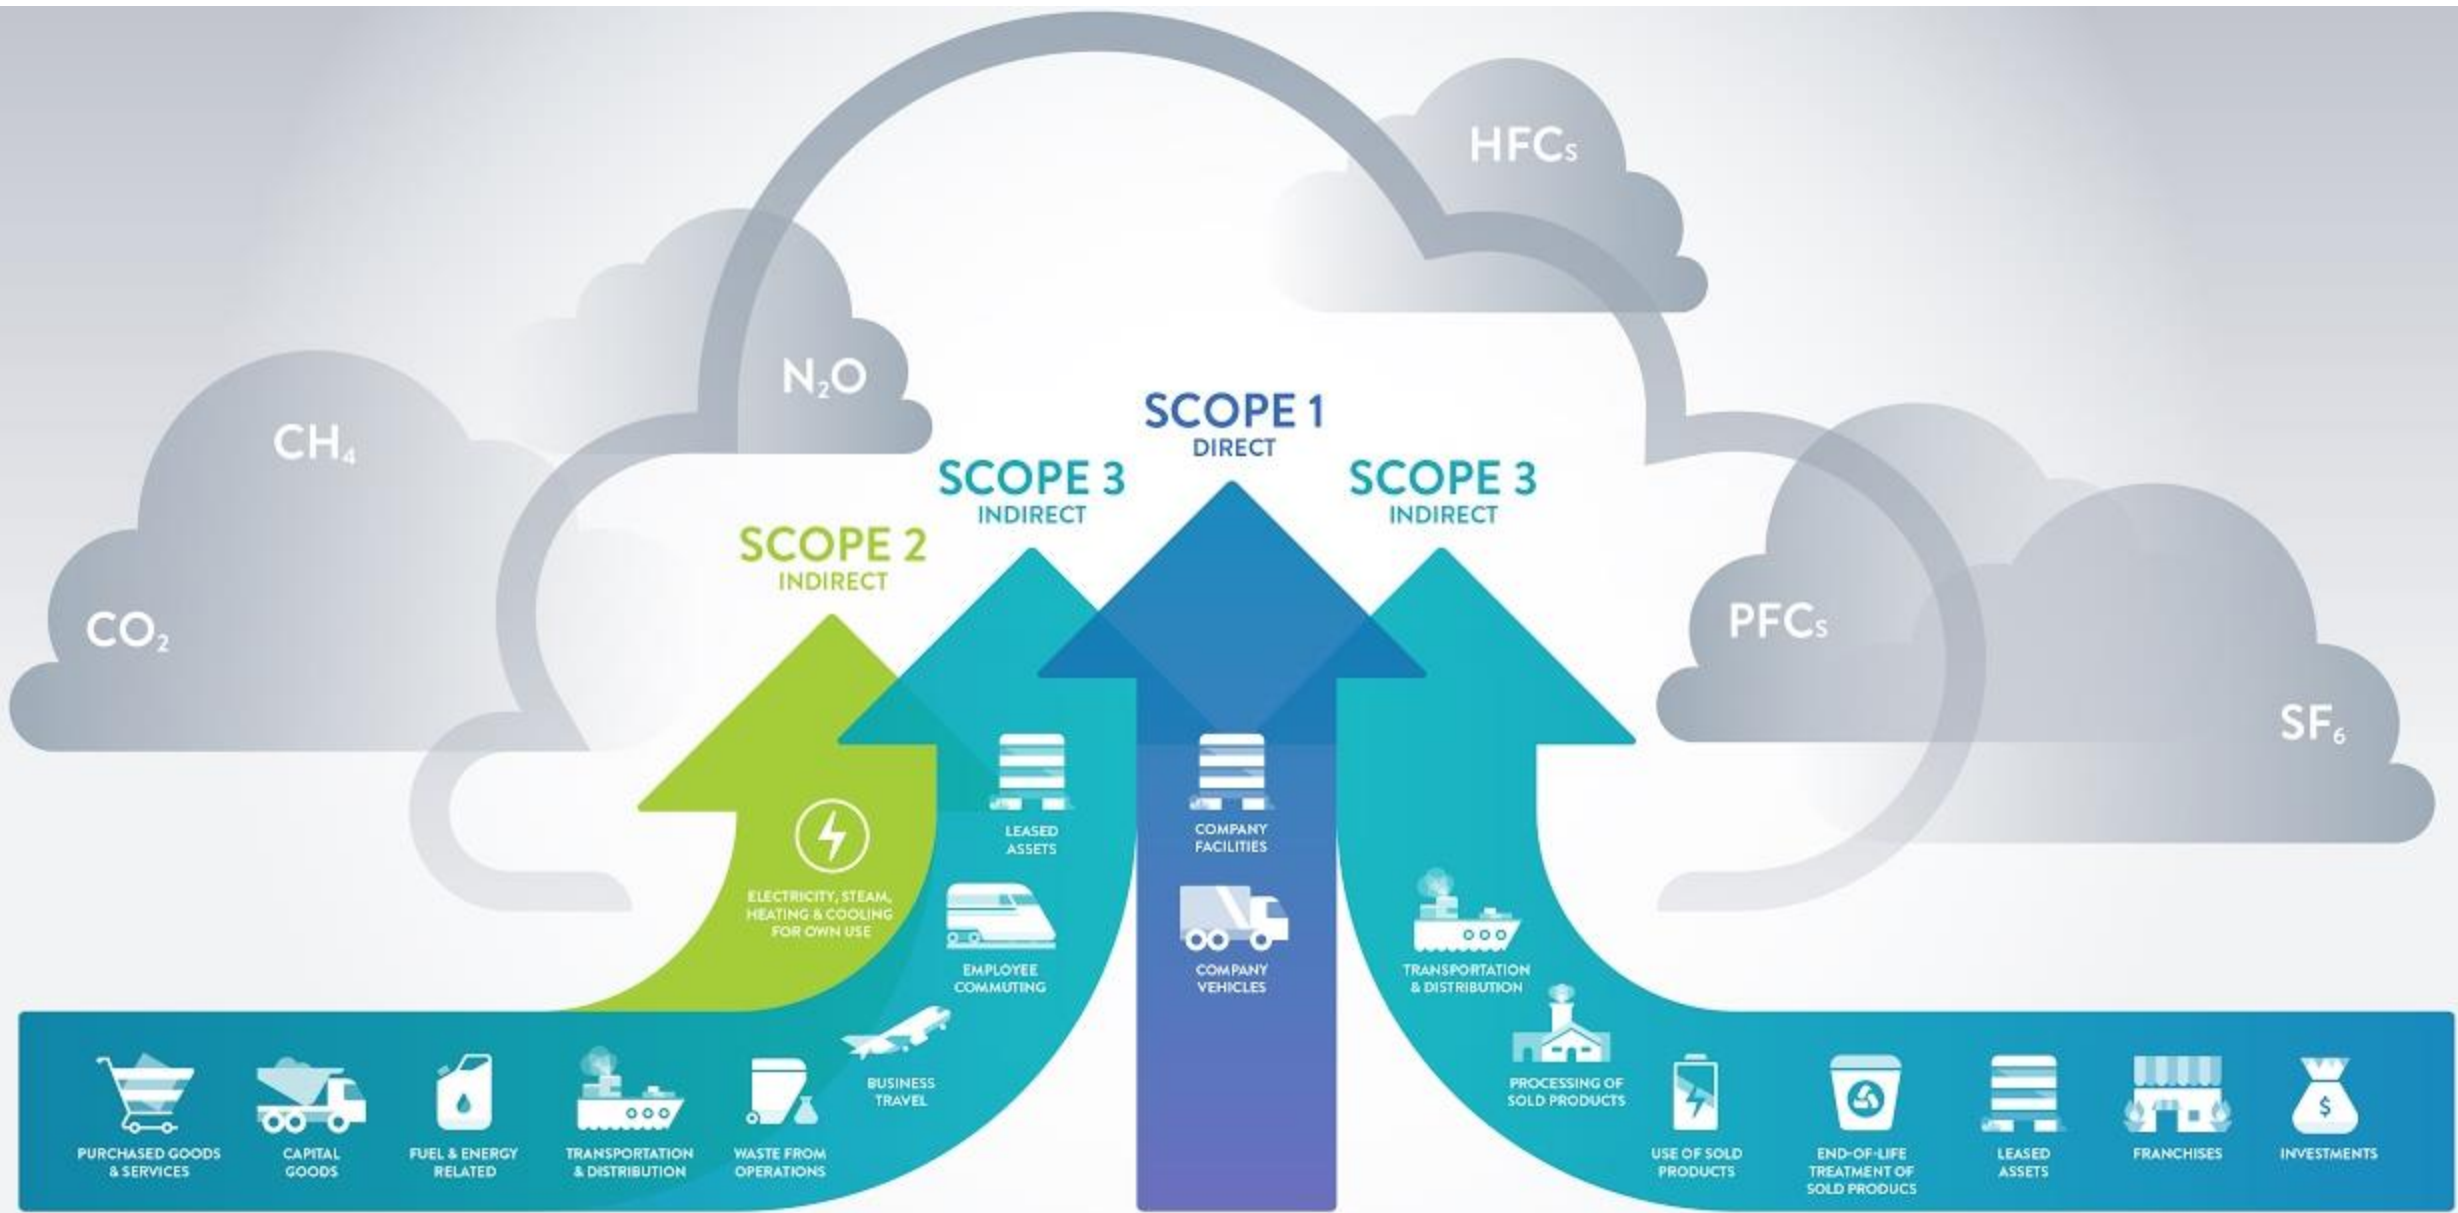 HFCs
N₂O
CH₄
CO₂
PFCs
SF₆
SCOPE 1
DIRECT
SCOPE 3
INDIRECT
SCOPE 3
INDIRECT
SCOPE 2
INDIRECT
ELECTRICITY, STEAM,
HEATING & COOLING
FOR OWN USE
LEASED
ASSETS
EMPLOYEE
COMMUTING
BUSINESS
TRAVEL
COMPANY
FACILITIES
COMPANY
VEHICLES
TRANSPORTATION
& DISTRIBUTION
PROCESSING OF
SOLD PRODUCTS
PURCHASED GOODS
& SERVICES
CAPITAL
GOODS
FUEL & ENERGY
RELATED
TRANSPORTATION
& DISTRIBUTION
WASTE FROM
OPERATIONS
USE OF SOLD
PRODUCTS
END-OF-LIFE
TREATMENT OF
SOLD PRODUCS
LEASED
ASSETS
FRANCHISES
$
INVESTMENTS